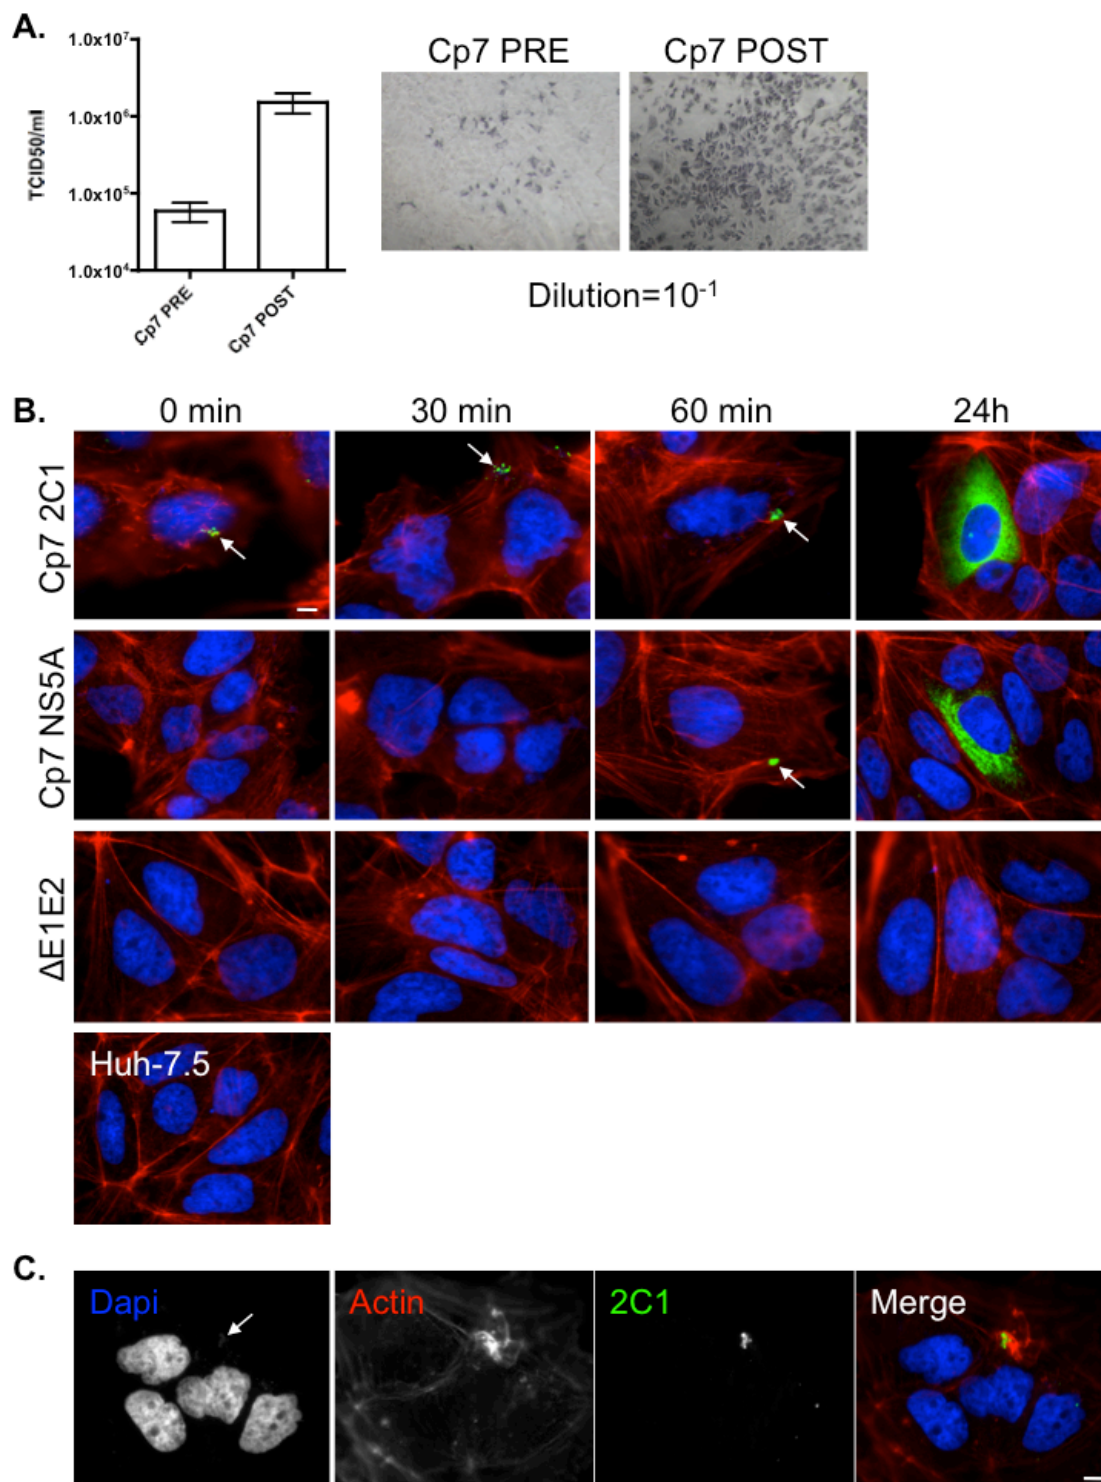 A.
1.0x10⁷
1.0x10⁶
1.0x10⁵
1.0x10⁴
TCID50/ml
Cp7 PRE
Cp7 POST
Cp7 PRE
Cp7 POST
Dilution=10⁻¹
B.
0 min
30 min
60 min
24h
Cp7 2C1
Cp7 NS5A
ΔE1E2
Huh-7.5
C.
Dapi
Actin
2C1
Merge